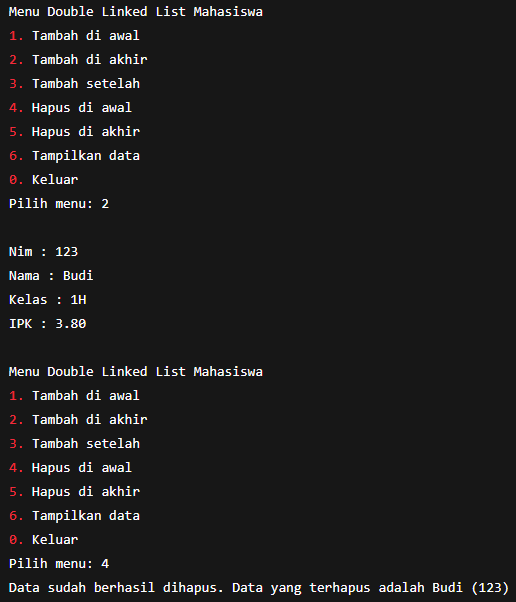 Menu Double Linked List Mahasiswa
1. Tambah di awal
2. Tambah di akhir
3. Tambah setelah
4. Hapus di awal
5. Hapus di akhir
6. Tampilkan data
0. Keluar
Pilih menu: 2
Nim : 123
Nama : Budi
Kelas : 1H
IPK : 3.80
Menu Double Linked List Mahasiswa
1. Tambah di awal
2. Tambah di akhir
3. Tambah setelah
4. Hapus di awal
5. Hapus di akhir
6. Tampilkan data
0. Keluar
Pilih menu: 4
Data sudah berhasil dihapus. Data yang terhapus adalah Budi (123)